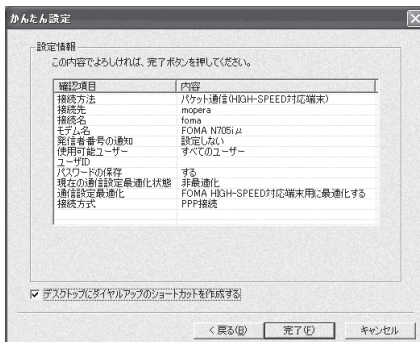 かんたん設定
設定情報
この内容でよろしければ、完了ボタンを押してください。
確認項目 内容
接続方法 パケット通信(HIGH-SPEED対応端末)
接続先 mopera
接続名 foma
モデム名 FOMA N705iμ
発信者番号の通知 設定しない
使用可能ユーザー すべてのユーザー
ユーザID
パスワードの保存 する
現在の通信設定最適化状態 非最適化
通信設定最適化 FOMA HIGH-SPEED対応端末用に最適化する
接続方式 PPP接続
デスクトップにダイヤルアップのショートカットを作成する
< 戻る(B) 完了(F) キャンセル